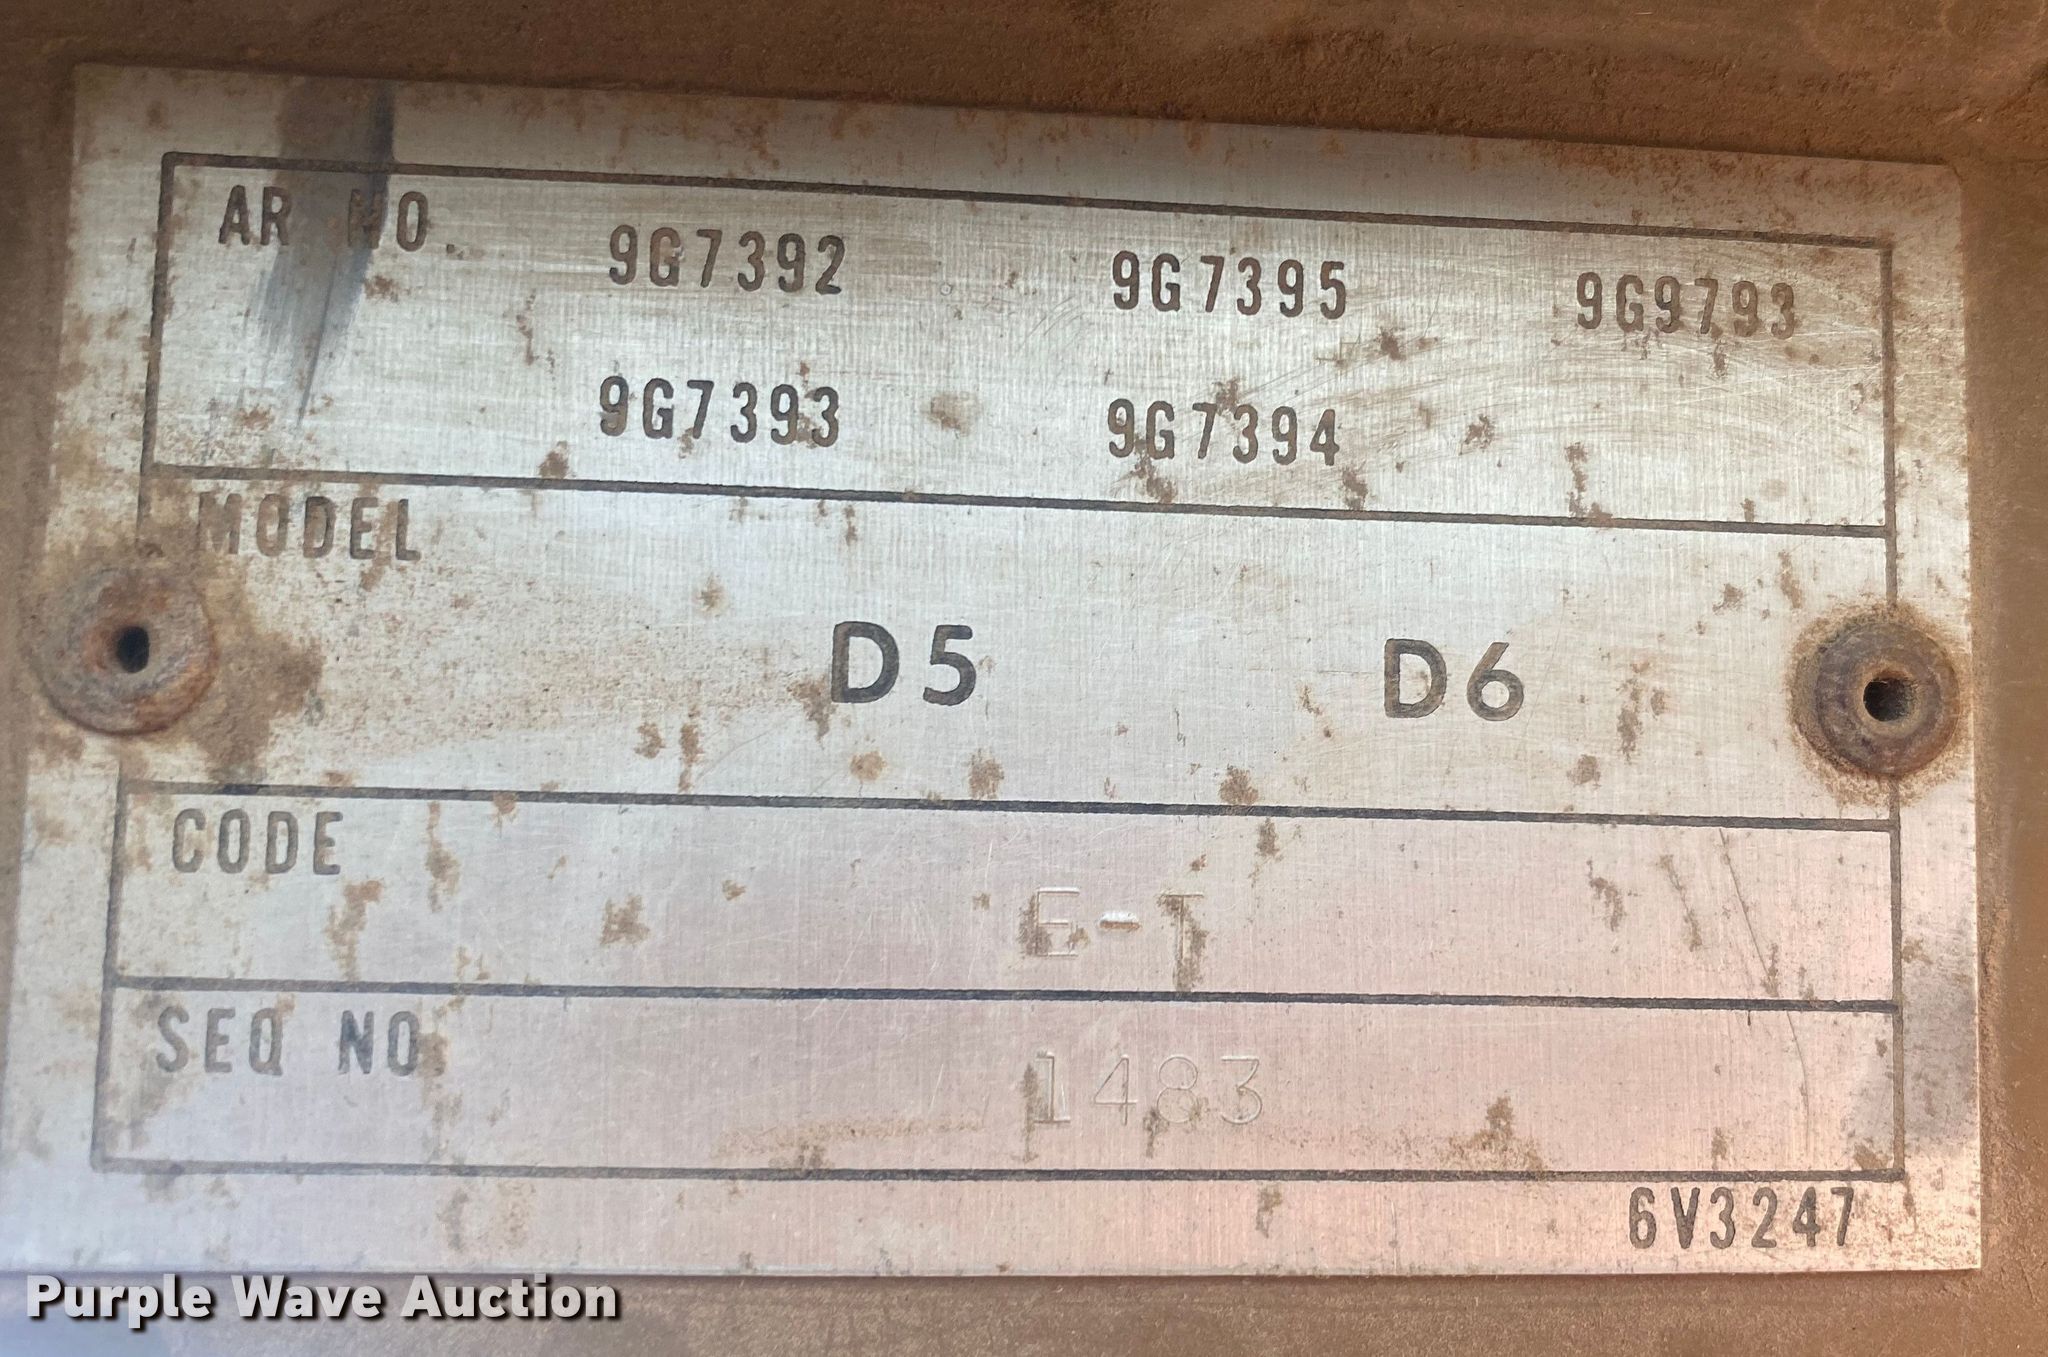 AR NO. 9G7392 9G7395 9G9793
9G7393 9G7394
MODEL
D5 D6
CODE
E-T
SEQ NO.
1483
6V3247
Purple Wave Auction